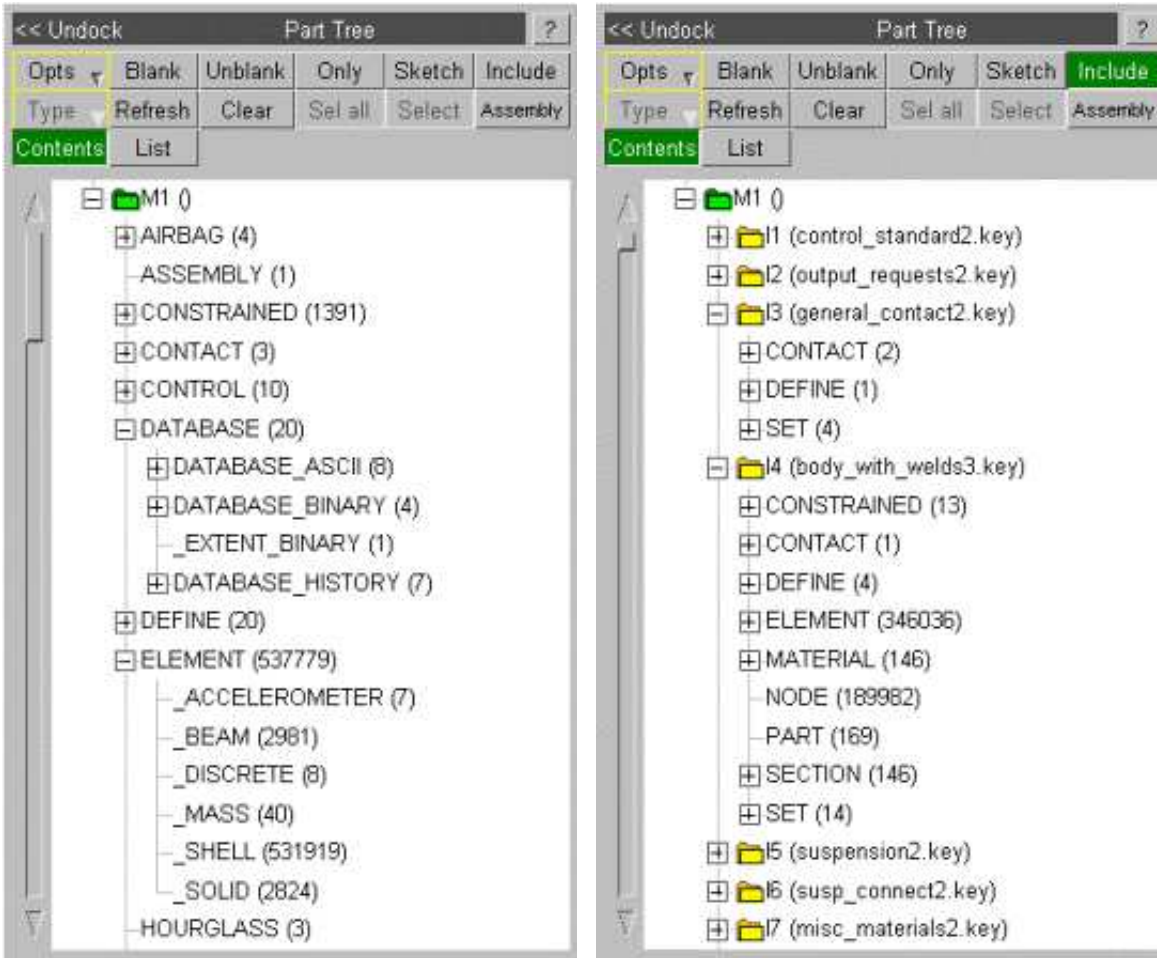 << Undock Part Tree ?
Opts Blank Unblank Only Sketch Include
Type Refresh Clear Sel all Select Assembly
Contents List
M1 ()
AIRBAG (4)
ASSEMBLY (1)
CONSTRAINED (1391)
CONTACT (3)
CONTROL (10)
DATABASE (20)
DATABASE_ASCII (8)
DATABASE_BINARY (4)
_EXTENT_BINARY (1)
DATABASE_HISTORY (7)
DEFINE (20)
ELEMENT (537779)
_ACCELEROMETER (7)
_BEAM (2981)
_DISCRETE (8)
_MASS (40)
_SHELL (531919)
_SOLID (2824)
HOURGLASS (3)
<< Undock Part Tree ?
Opts Blank Unblank Only Sketch Include
Type Refresh Clear Sel all Select Assembly
Contents List
M1 ()
I1 (control_standard2.key)
I2 (output_requests2.key)
I3 (general_contact2.key)
CONTACT (2)
DEFINE (1)
SET (4)
I4 (body_with_welds3.key)
CONSTRAINED (13)
CONTACT (1)
DEFINE (4)
ELEMENT (346036)
MATERIAL (146)
NODE (189982)
PART (169)
SECTION (146)
SET (14)
I5 (suspension2.key)
I6 (susp_connect2.key)
I7 (misc_materials2.key)